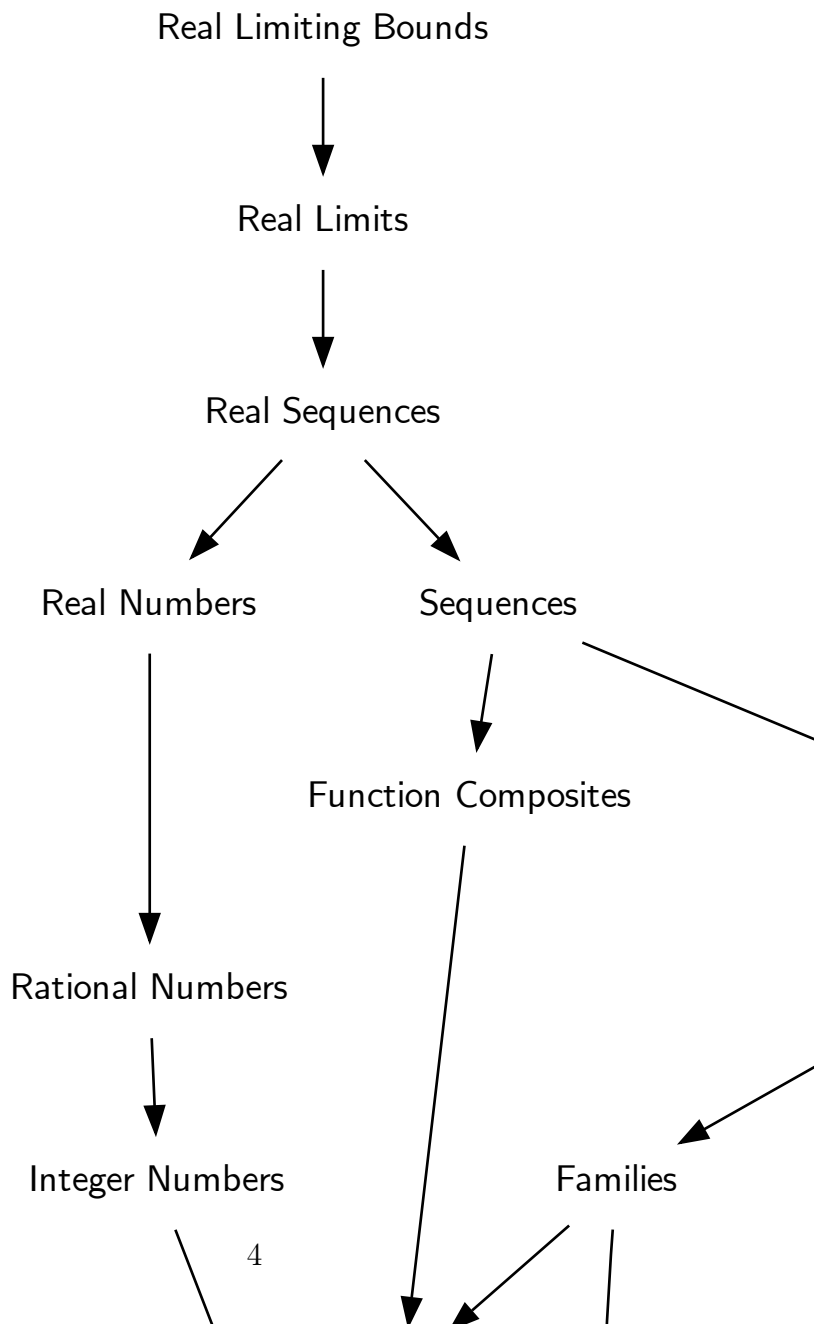 Real Limiting Bounds
Real Limits
Real Sequences
Real Numbers
Sequences
Function Composites
Rational Numbers
Integer Numbers
Families
4